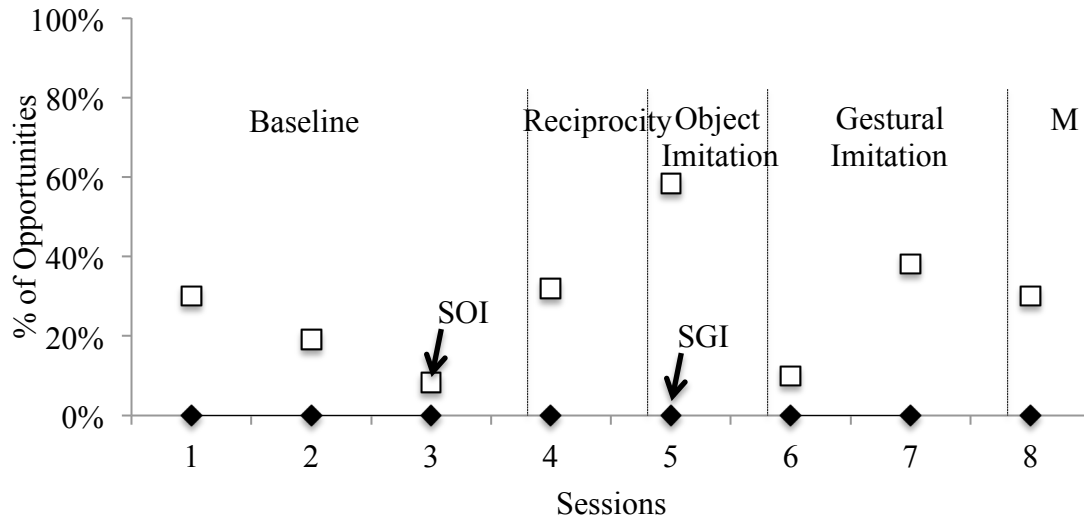 100%
80%
60%
40%
20%
0%
% of Opportunities
Baseline
Reciprocity
Object
Imitation
Gestural
Imitation
M
SOI
SGI
1 2 3 4 5 6 7 8
Sessions